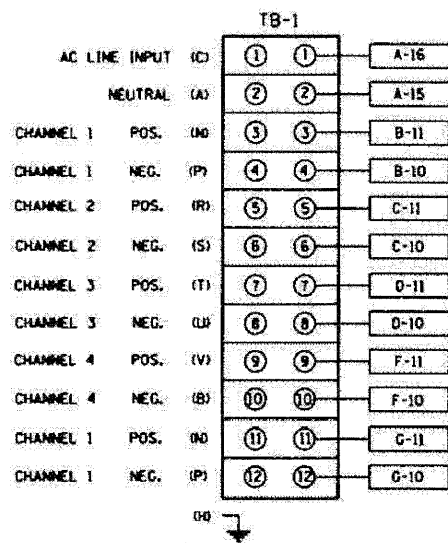 TB-1
AC LINE INPUT (C) 1 1 A-16
NEUTRAL (A) 2 2 A-15
CHANNEL 1 POS. (N) 3 3 B-11
CHANNEL 1 NEG. (P) 4 4 B-10
CHANNEL 2 POS. (R) 5 5 C-11
CHANNEL 2 NEG. (S) 6 6 C-10
CHANNEL 3 POS. (T) 7 7 D-11
CHANNEL 3 NEG. (U) 8 8 D-10
CHANNEL 4 POS. (V) 9 9 F-11
CHANNEL 4 NEG. (B) 10 10 F-10
CHANNEL 1 POS. (N) 11 11 G-11
CHANNEL 1 NEG. (P) 12 12 G-10
(H)